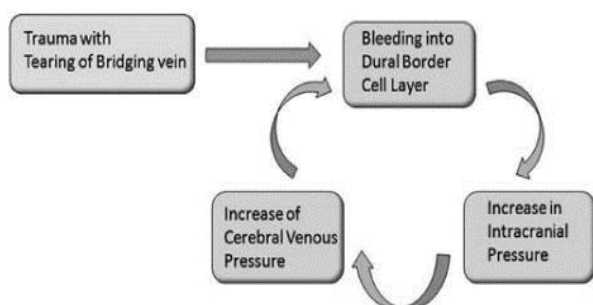 Trauma with
Tearing of Bridging vein
Bleeding into
Dural Border
Cell Layer
Increase in
Intracranial
Pressure
Increase of
Cerebral Venous
Pressure